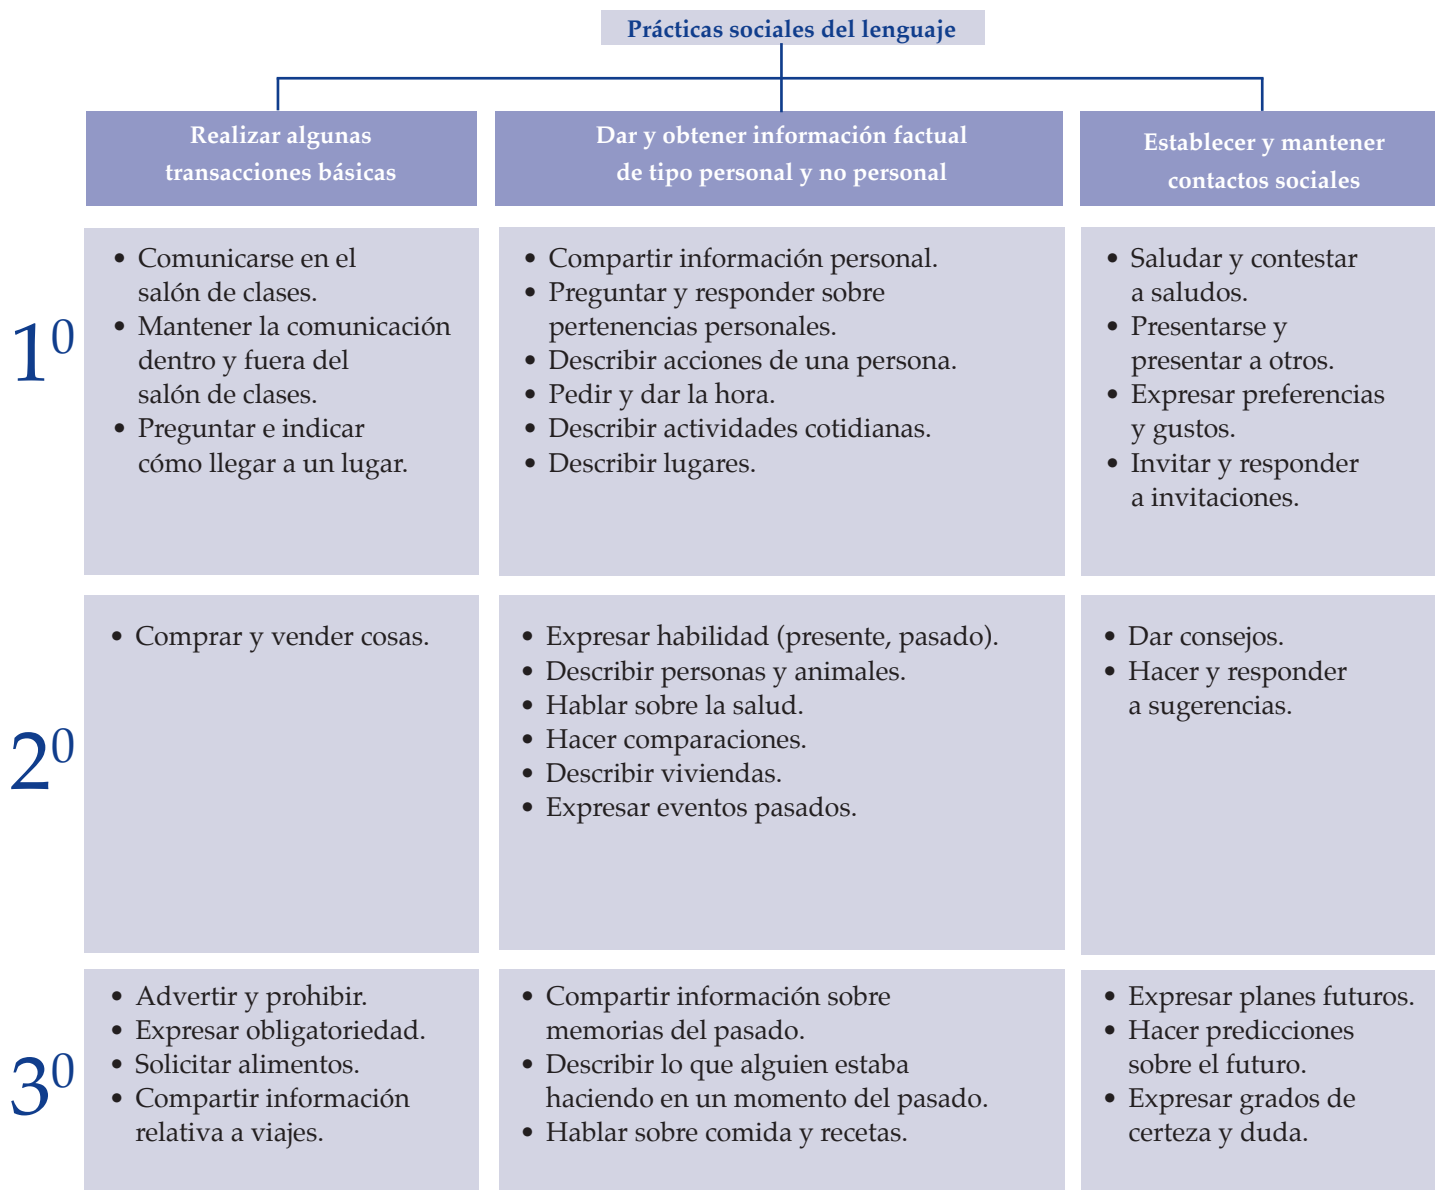 Prácticas sociales del lenguaje
Realizar algunas
transacciones básicas
Dar y obtener información factual
de tipo personal y no personal
Establecer y mantener
contactos sociales
1⁰
• Comunicarse en el
salón de clases.
• Mantener la comunicación
dentro y fuera del
salón de clases.
• Preguntar e indicar
cómo llegar a un lugar.
• Compartir información personal.
• Preguntar y responder sobre
pertenencias personales.
• Describir acciones de una persona.
• Pedir y dar la hora.
• Describir actividades cotidianas.
• Describir lugares.
• Saludar y contestar
a saludos.
• Presentarse y
presentar a otros.
• Expresar preferencias
y gustos.
• Invitar y responder
a invitaciones.
2⁰
• Comprar y vender cosas.
• Expresar habilidad (presente, pasado).
• Describir personas y animales.
• Hablar sobre la salud.
• Hacer comparaciones.
• Describir viviendas.
• Expresar eventos pasados.
• Dar consejos.
• Hacer y responder
a sugerencias.
3⁰
• Advertir y prohibir.
• Expresar obligatoriedad.
• Solicitar alimentos.
• Compartir información
relativa a viajes.
• Compartir información sobre
memorias del pasado.
• Describir lo que alguien estaba
haciendo en un momento del pasado.
• Hablar sobre comida y recetas.
• Expresar planes futuros.
• Hacer predicciones
sobre el futuro.
• Expresar grados de
certeza y duda.